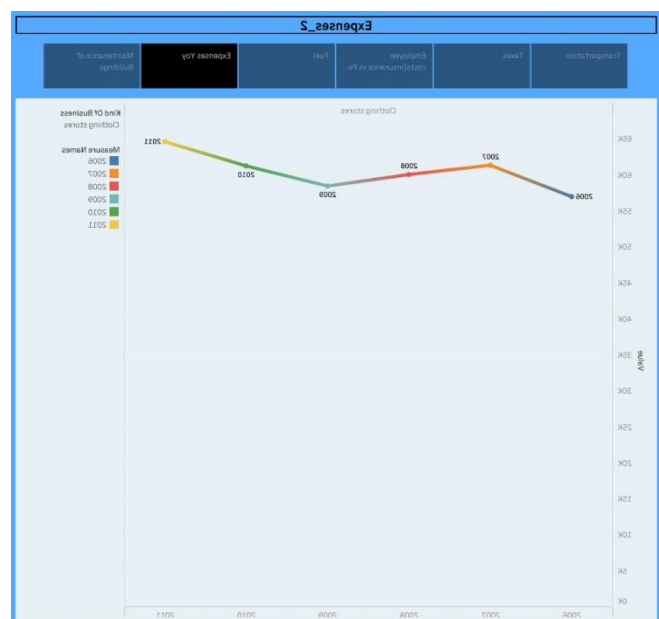 Expenses_2
Transportation
Taxes
Employee
costs[insurance vs Pa..
Fuel
Expenses Yoy
Maintanance of
Buildings
Clothing stores
Kind Of Business
Clothing stores
Measure Names
2006
2007
2008
2009
2010
2011
65K
60K
55K
50K
45K
40K
35K
30K
25K
20K
15K
10K
5K
0K
Value
2006
2007
2008
2009
2010
2011
2006
2007
2008
2009
2010
2011